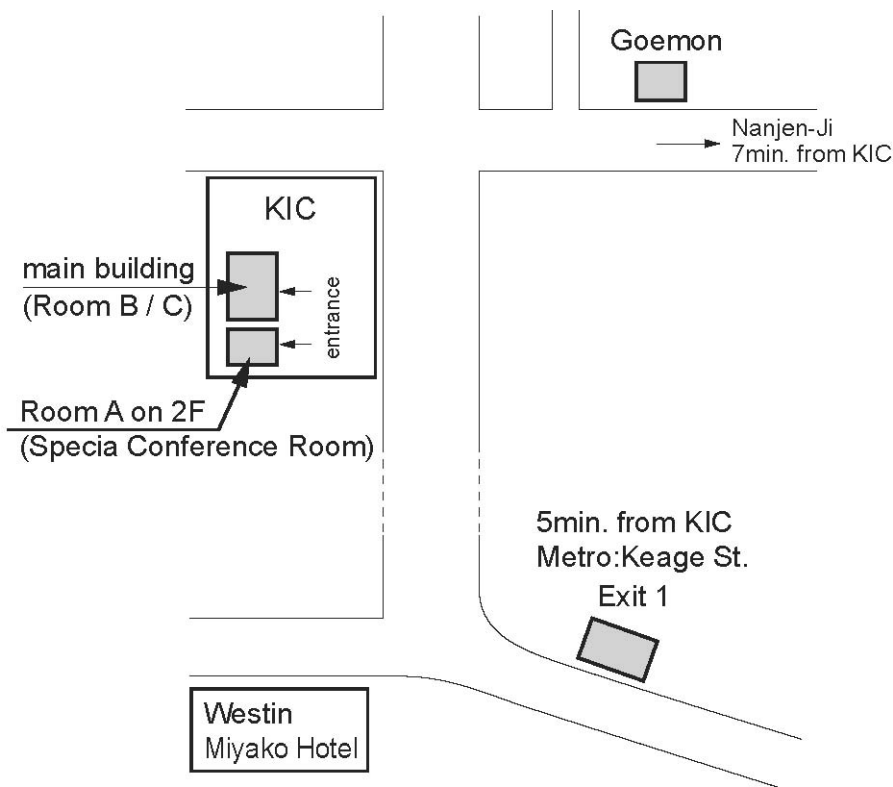 Goemon
Nanjen-Ji
7min. from KIC
KIC
main building
(Room B / C)
entrance
Room A on 2F
(Specia Conference Room)
5min. from KIC
Metro:Keage St.
Exit 1
Westin
Miyako Hotel